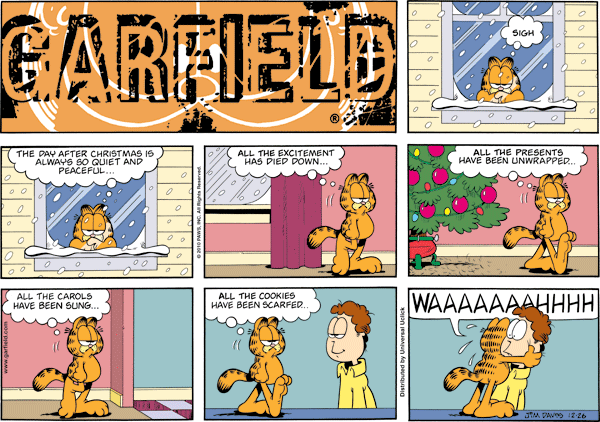 GARFIELD
®
SIGH
THE DAY AFTER CHRISTMAS IS
ALWAYS SO QUIET AND
PEACEFUL...
© 2010 PAWS, INC. All Rights Reserved.
ALL THE EXCITEMENT
HAS DIED DOWN...
ALL THE PRESENTS
HAVE BEEN UNWRAPPED...
www.garfield.com
ALL THE CAROLS
HAVE BEEN SUNG...
ALL THE COOKIES
HAVE BEEN SCARFED...
Distributed by Universal Uclick
WAAAAAAAHHHH
JIM DAVIS 12-26